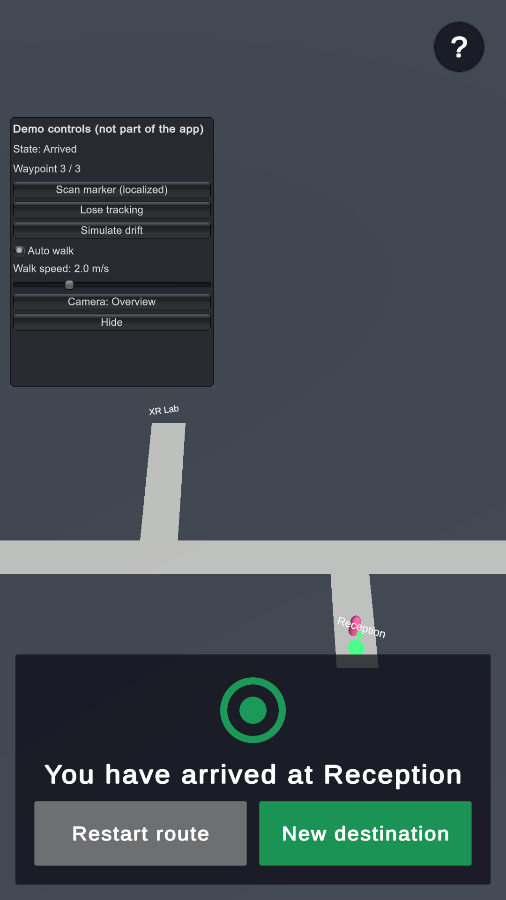 ?
Demo controls (not part of the app)
State: Arrived
Waypoint 3 / 3
Scan marker (localized)
Lose tracking
Simulate drift
Auto walk
Walk speed: 2.0 m/s
Camera: Overview
Hide
XR Lab
Reception
You have arrived at Reception
Restart route
New destination